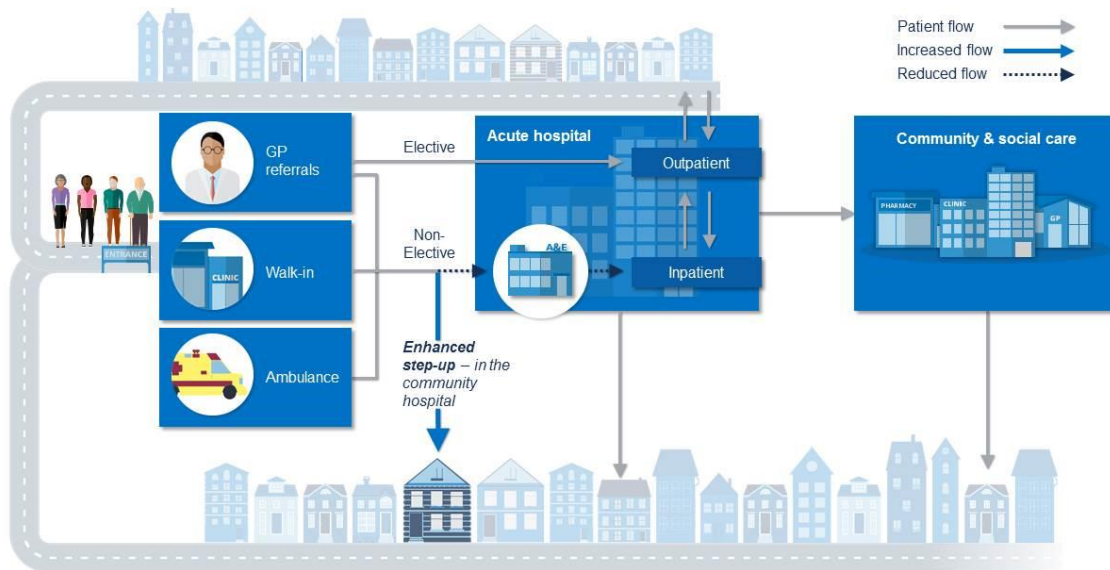 Patient flow
Increased flow
Reduced flow
GP
referrals
Elective
Acute hospital
Outpatient
Community & social care
PHARMACY
CLINIC
GP
ENTRANCE
CLINIC
Walk-in
Non-
Elective
A&E
Inpatient
Ambulance
Enhanced
step-up – in the
community
hospital